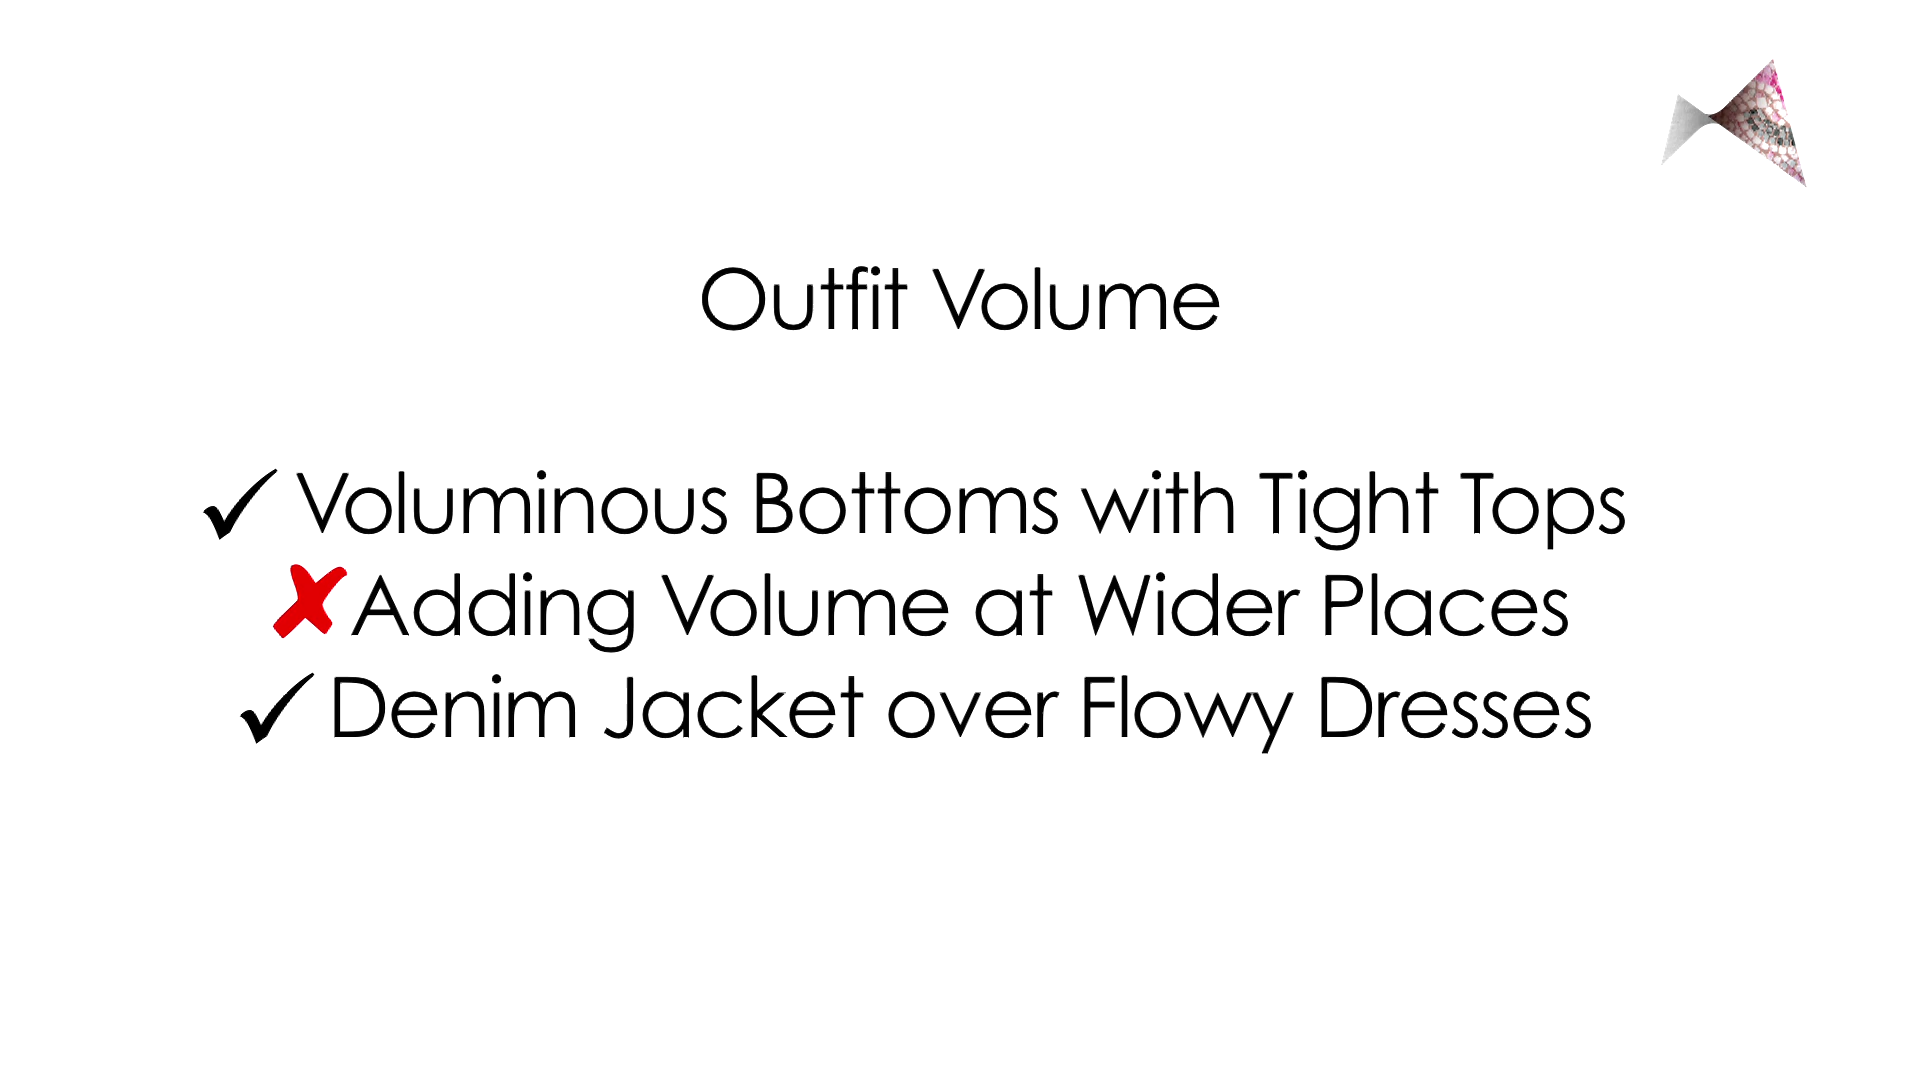 Outfit Volume
✓ Voluminous Bottoms with Tight Tops
✘ Adding Volume at Wider Places
✓ Denim Jacket over Flowy Dresses